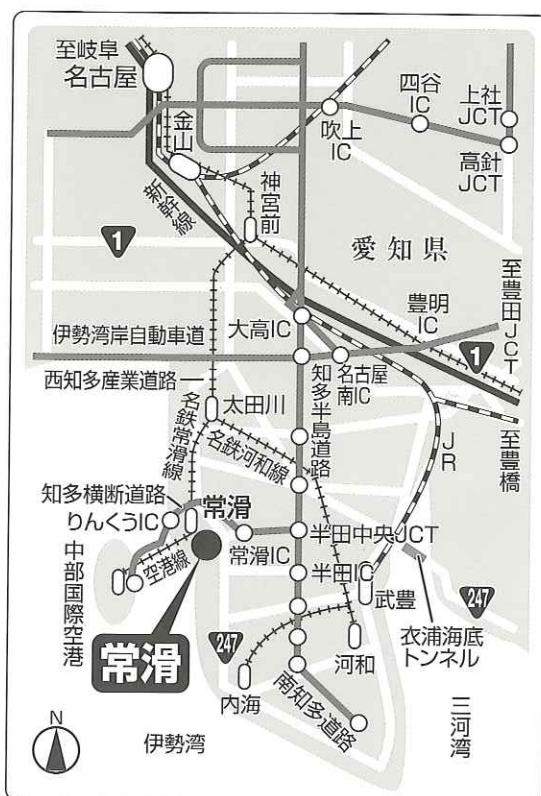 至岐阜
名古屋
四谷
IC
上社
JCT
吹上
IC
高針
JCT
金山
新幹線
神宮前
1
愛知県
豊明
IC
至豊田JCT
大高IC
伊勢湾岸自動車道
名古屋
南IC
1
西知多産業道路
太田川
知多半島道路
名鉄常滑線
名鉄河和線
JR
至豊橋
知多横断道路
りんくうIC
常滑
常滑IC
半田中央JCT
中部国際空港
空港線
半田IC
武豊
衣浦海底
トンネル
247
常滑
247
河和
内海
南知多道路
N
伊勢湾
三河湾